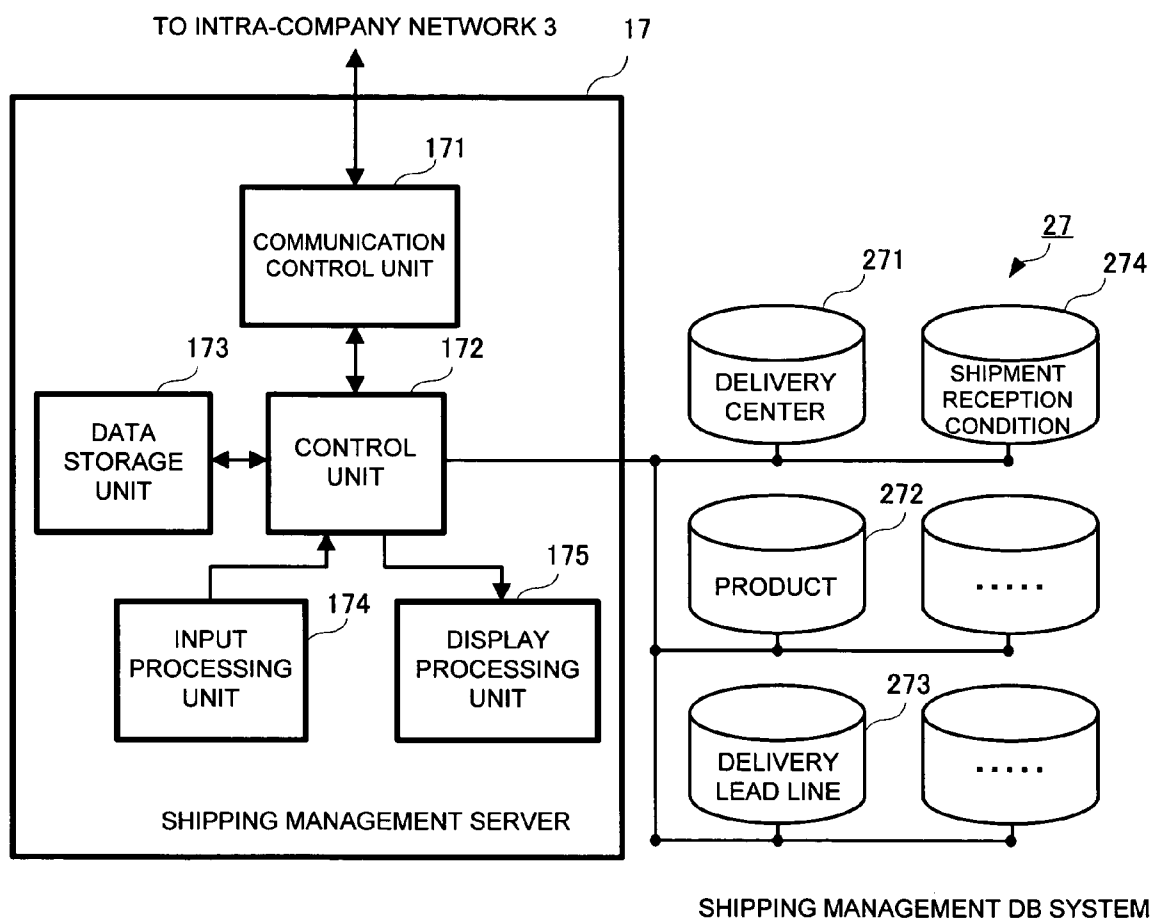 TO INTRA-COMPANY NETWORK 3
17
171
COMMUNICATION
CONTROL UNIT
27
271
274
173
172
DELIVERY
CENTER
SHIPMENT
RECEPTION
CONDITION
DATA
STORAGE
UNIT
CONTROL
UNIT
272
175
PRODUCT
.....
174
INPUT
PROCESSING
UNIT
DISPLAY
PROCESSING
UNIT
273
DELIVERY
LEAD LINE
.....
SHIPPING MANAGEMENT SERVER
SHIPPING MANAGEMENT DB SYSTEM